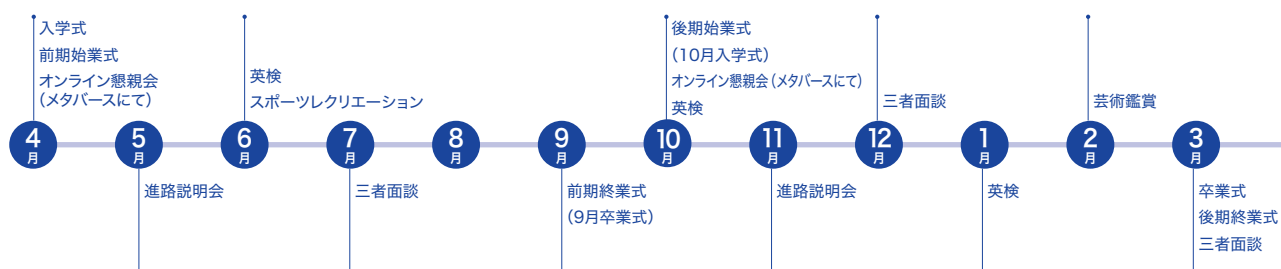 入学式
前期始業式
オンライン懇親会
(メタバースにて)
4月
進路説明会
5月
英検
スポーツレクリエーション
6月
三者面談
7月
8月
前期終業式
(9月卒業式)
9月
後期始業式
(10月入学式)
オンライン懇親会(メタバースにて)
英検
10月
進路説明会
11月
三者面談
12月
英検
1月
芸術鑑賞
2月
卒業式
後期終業式
三者面談
3月